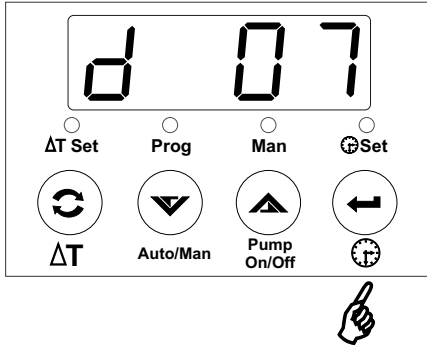 d 07
ΔT Set Prog Man Set
ΔT Auto/Man Pump On/Off